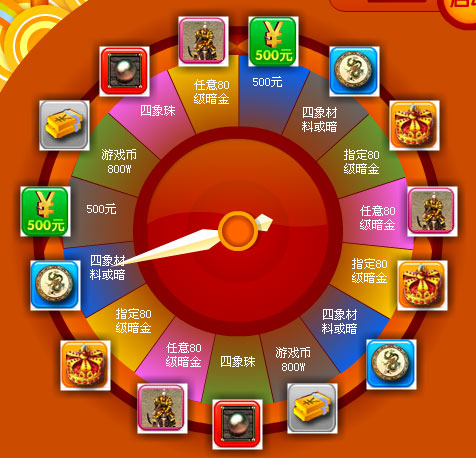 启动
¥
500元
任意80
级暗金
500元
四象珠
四象材
料或暗
游戏币
800W
指定80
级暗金
¥
500元
500元
任意80
级暗金
四象材
料或暗
指定80
级暗金
指定80
级暗金
四象材
料或暗
任意80
级暗金
四象珠
游戏币
800W